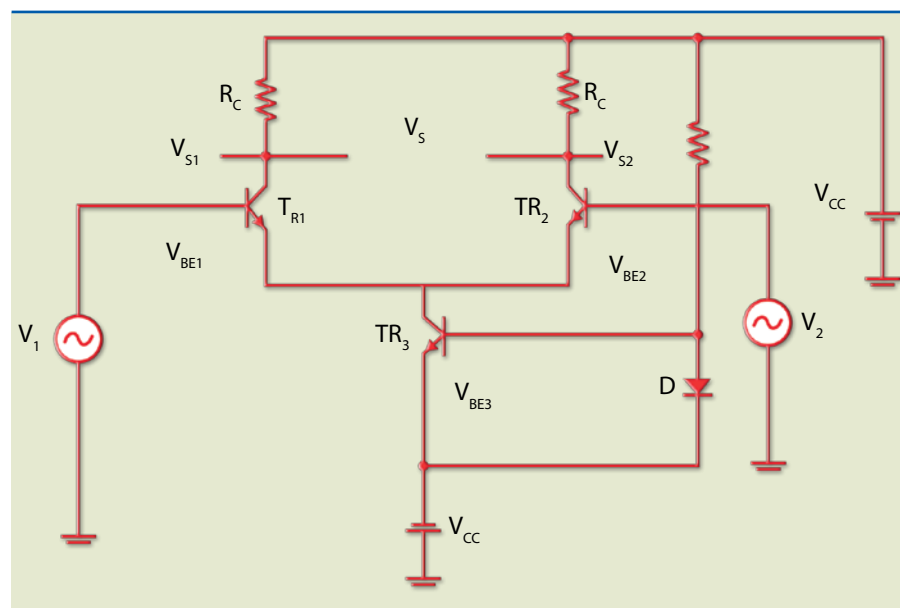 R_C
R_C
V_S
V_S1
V_S2
T_R1
TR_2
V_CC
V_BE1
V_BE2
V_1
TR_3
V_2
D
V_BE3
V_CC